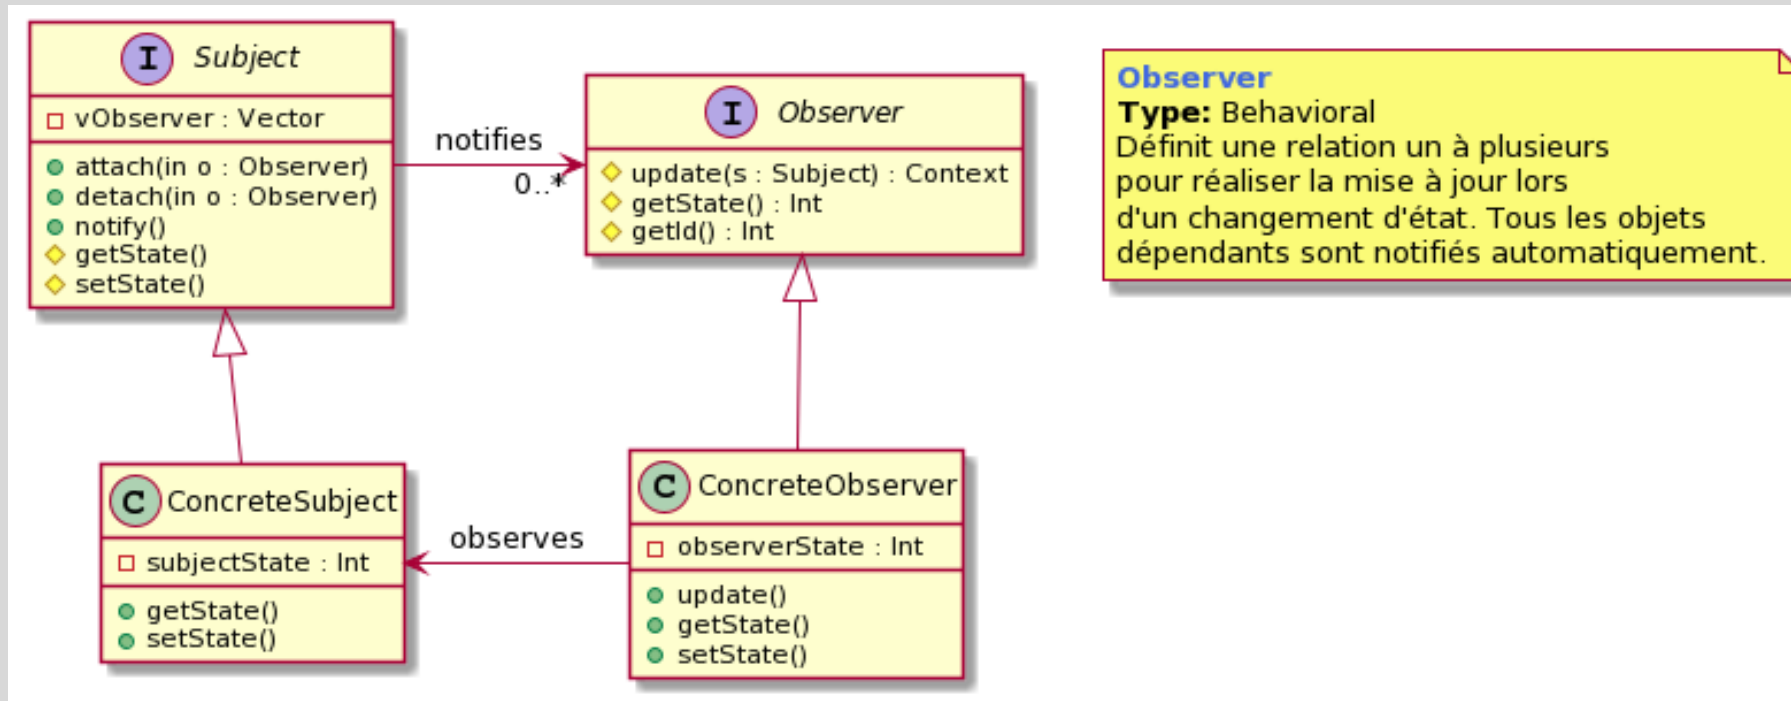 I Subject
vObserver : Vector
attach(in o : Observer)
detach(in o : Observer)
notify()
getState()
setState()
notifies
0..*
I Observer
update(s : Subject) : Context
getState() : Int
getId() : Int
Observer
Type: Behavioral
Définit une relation un à plusieurs
pour réaliser la mise à jour lors
d'un changement d'état. Tous les objets
dépendants sont notifiés automatiquement.
C ConcreteSubject
subjectState : Int
getState()
setState()
observes
C ConcreteObserver
observerState : Int
update()
getState()
setState()